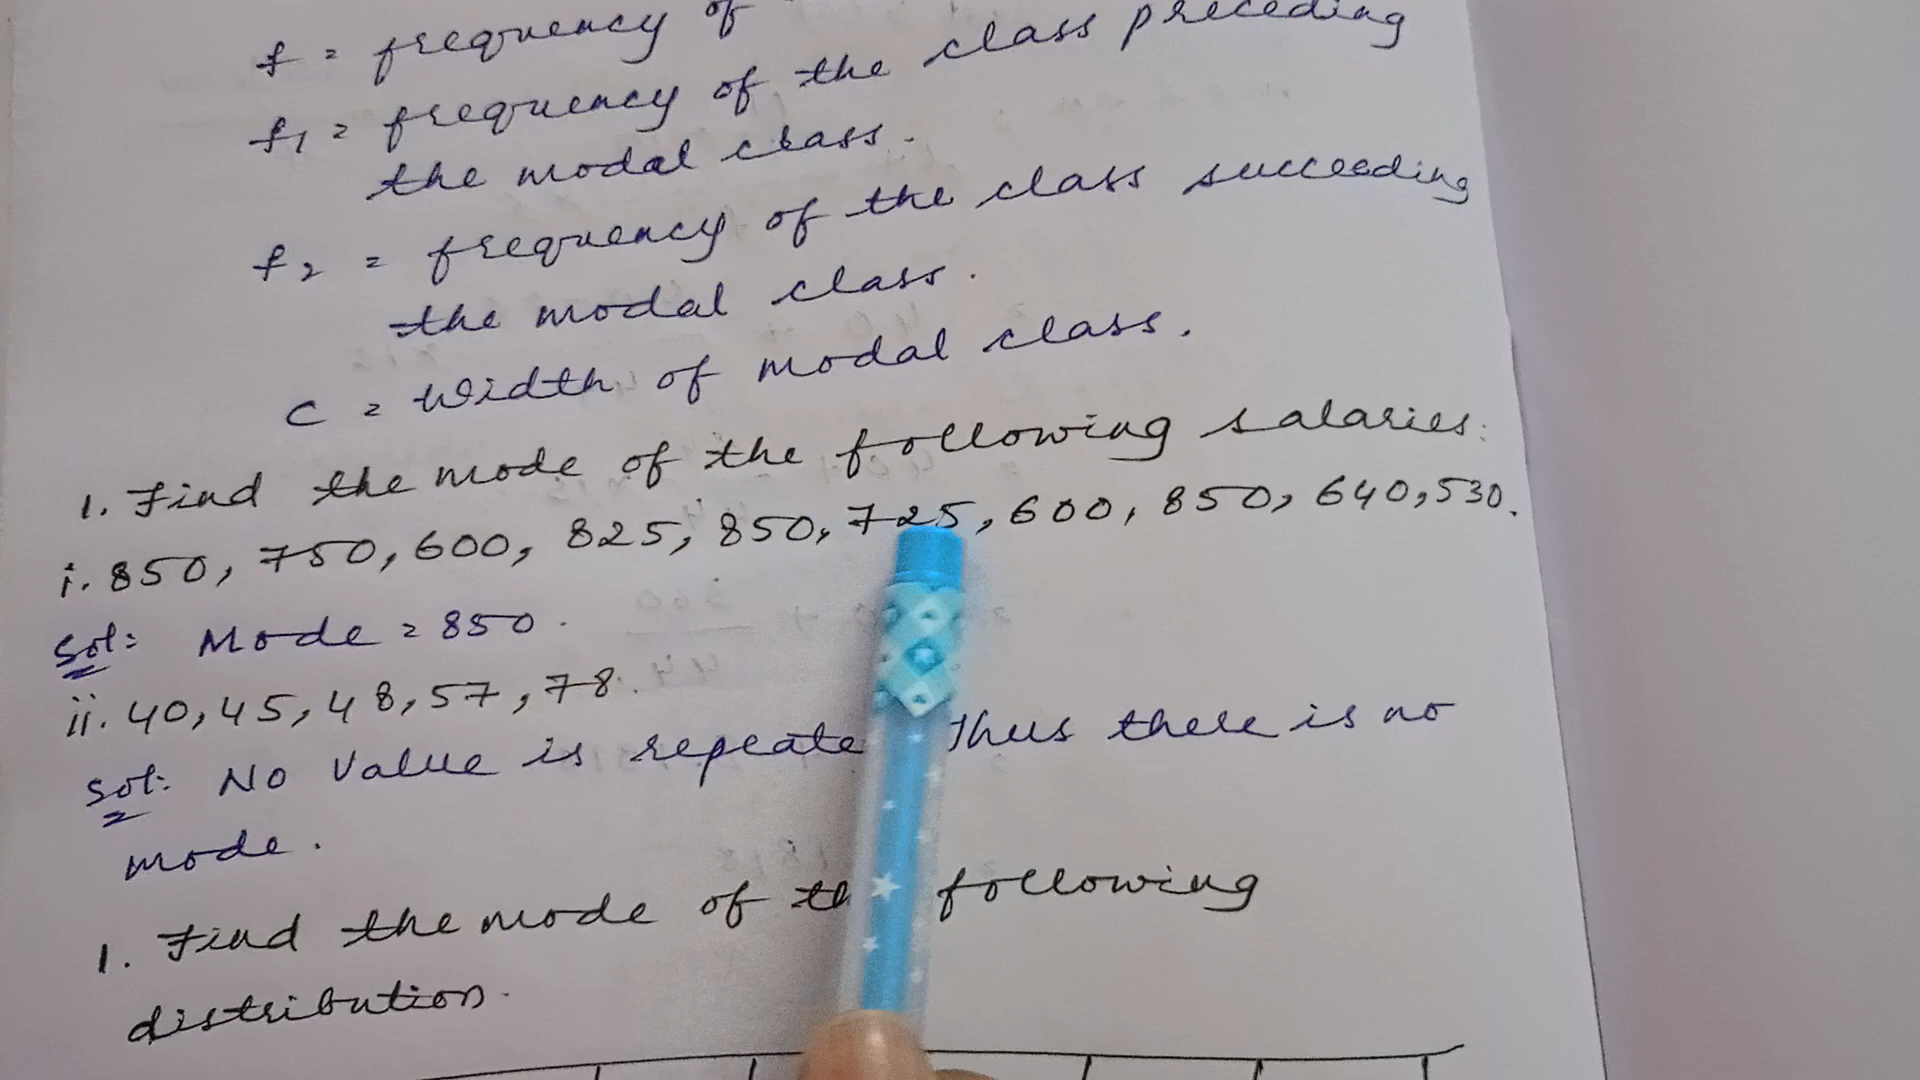 f = frequency of
f1 = frequency of the class preceding
the modal class.
f2 = frequency of the class succeeding
the modal class.
c = width of modal class.
1. Find the mode of the following salaries:
i. 850, 750, 600, 825, 850, 725, 600, 850, 640, 530.
Sol: Mode = 850.
ii. 40, 45, 48, 57, 78.
Sol: No Value is repeate Thus there is no
mode.
1. Find the mode of th following
distribution.